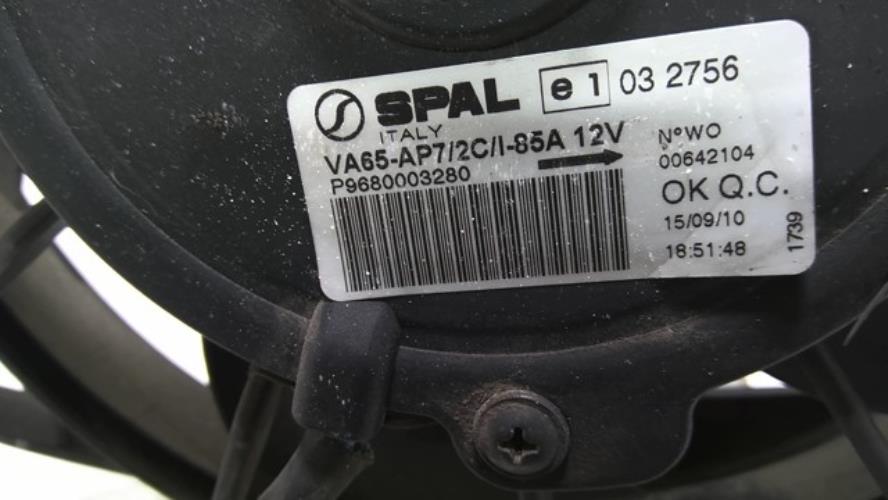 SPAL e1 03 2756
ITALY
VA65-AP7/2C/I-85A 12V
P9680003280
N°WO
00642104
OK Q.C.
15/09/10
18:51:48
1739